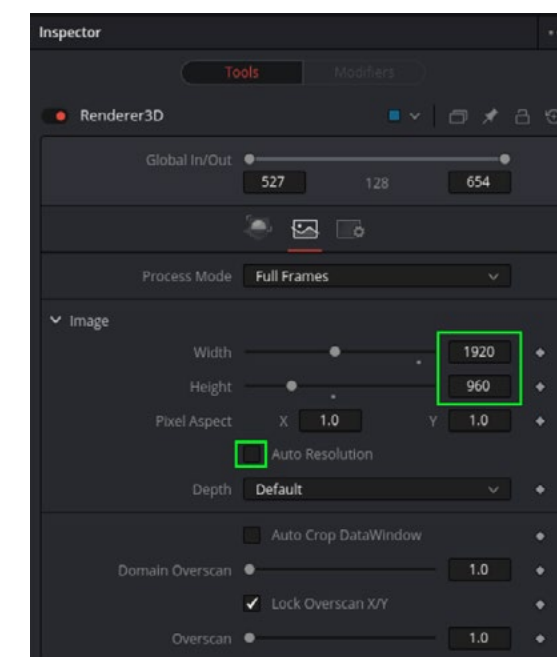 Inspector
Tools Modifiers
Renderer3D
Global In/Out
527 128 654
Process Mode Full Frames
Image
Width 1920
Height 960
Pixel Aspect X 1.0 Y 1.0
Auto Resolution
Depth Default
Auto Crop DataWindow
Domain Overscan 1.0
Lock Overscan X/Y
Overscan 1.0